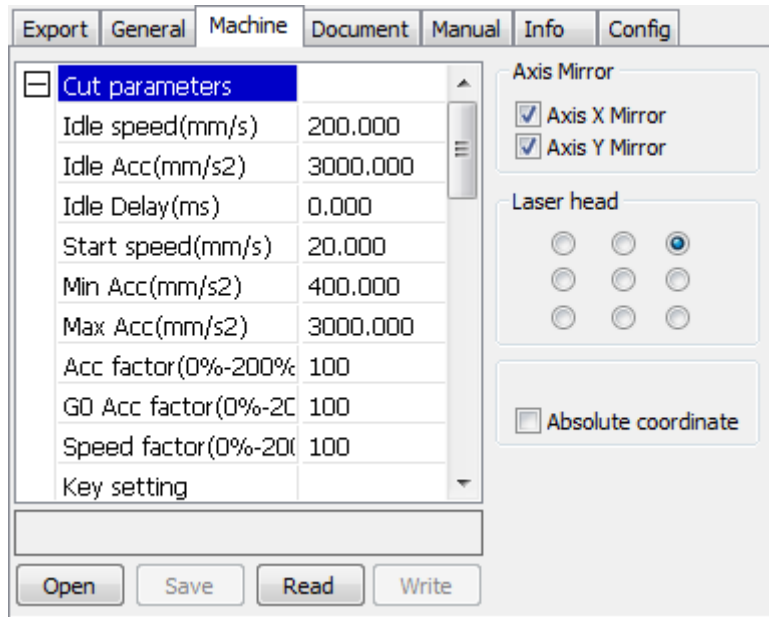 Export General Machine Document Manual Info Config
Cut parameters
Idle speed(mm/s) 200.000
Idle Acc(mm/s2) 3000.000
Idle Delay(ms) 0.000
Start speed(mm/s) 20.000
Min Acc(mm/s2) 400.000
Max Acc(mm/s2) 3000.000
Acc factor(0%-200% 100
G0 Acc factor(0%-20 100
Speed factor(0%-200 100
Key setting
Axis Mirror
Axis X Mirror
Axis Y Mirror
Laser head
Absolute coordinate
Open Save Read Write